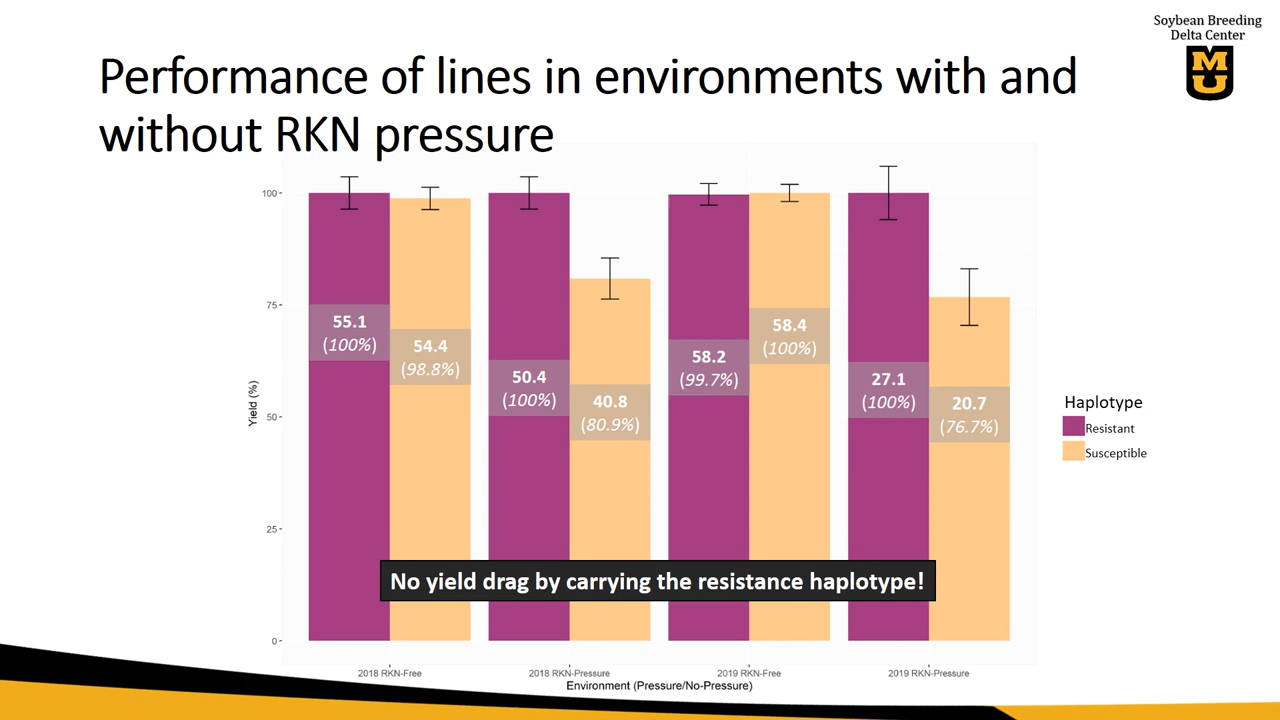 Soybean Breeding
Delta Center
MU
Performance of lines in environments with and
without RKN pressure
100
75
50
25
0
Yield (%)
55.1
(100%)
54.4
(98.8%)
50.4
(100%)
40.8
(80.9%)
58.2
(99.7%)
58.4
(100%)
27.1
(100%)
20.7
(76.7%)
Haplotype
Resistant
Susceptible
No yield drag by carrying the resistance haplotype!
2018 RKN-Free
2018 RKN-Pressure
2019 RKN-Free
2019 RKN-Pressure
Environment (Pressure/No-Pressure)